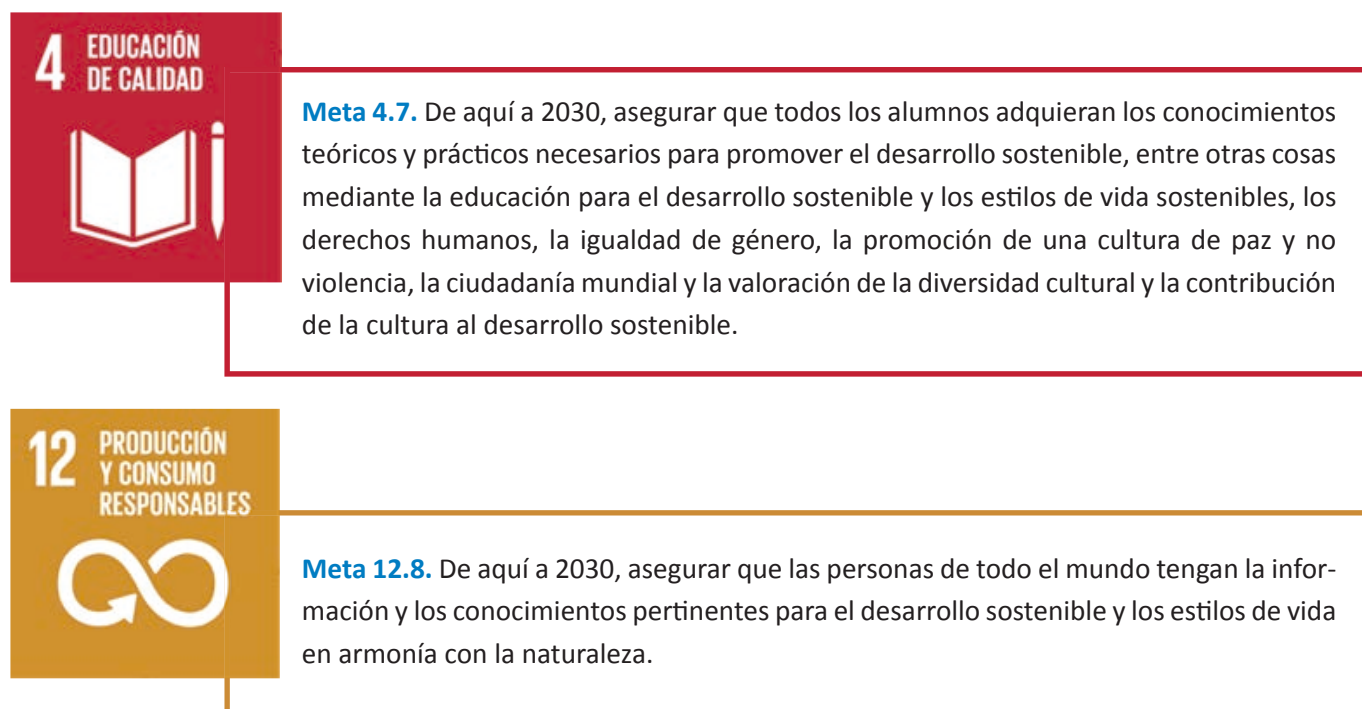 4 EDUCACIÓN
DE CALIDAD
Meta 4.7. De aquí a 2030, asegurar que todos los alumnos adquieran los conocimientos
teóricos y prácticos necesarios para promover el desarrollo sostenible, entre otras cosas
mediante la educación para el desarrollo sostenible y los estilos de vida sostenibles, los
derechos humanos, la igualdad de género, la promoción de una cultura de paz y no
violencia, la ciudadanía mundial y la valoración de la diversidad cultural y la contribución
de la cultura al desarrollo sostenible.
12 PRODUCCIÓN
Y CONSUMO
RESPONSABLES
Meta 12.8. De aquí a 2030, asegurar que las personas de todo el mundo tengan la infor-
mación y los conocimientos pertinentes para el desarrollo sostenible y los estilos de vida
en armonía con la naturaleza.